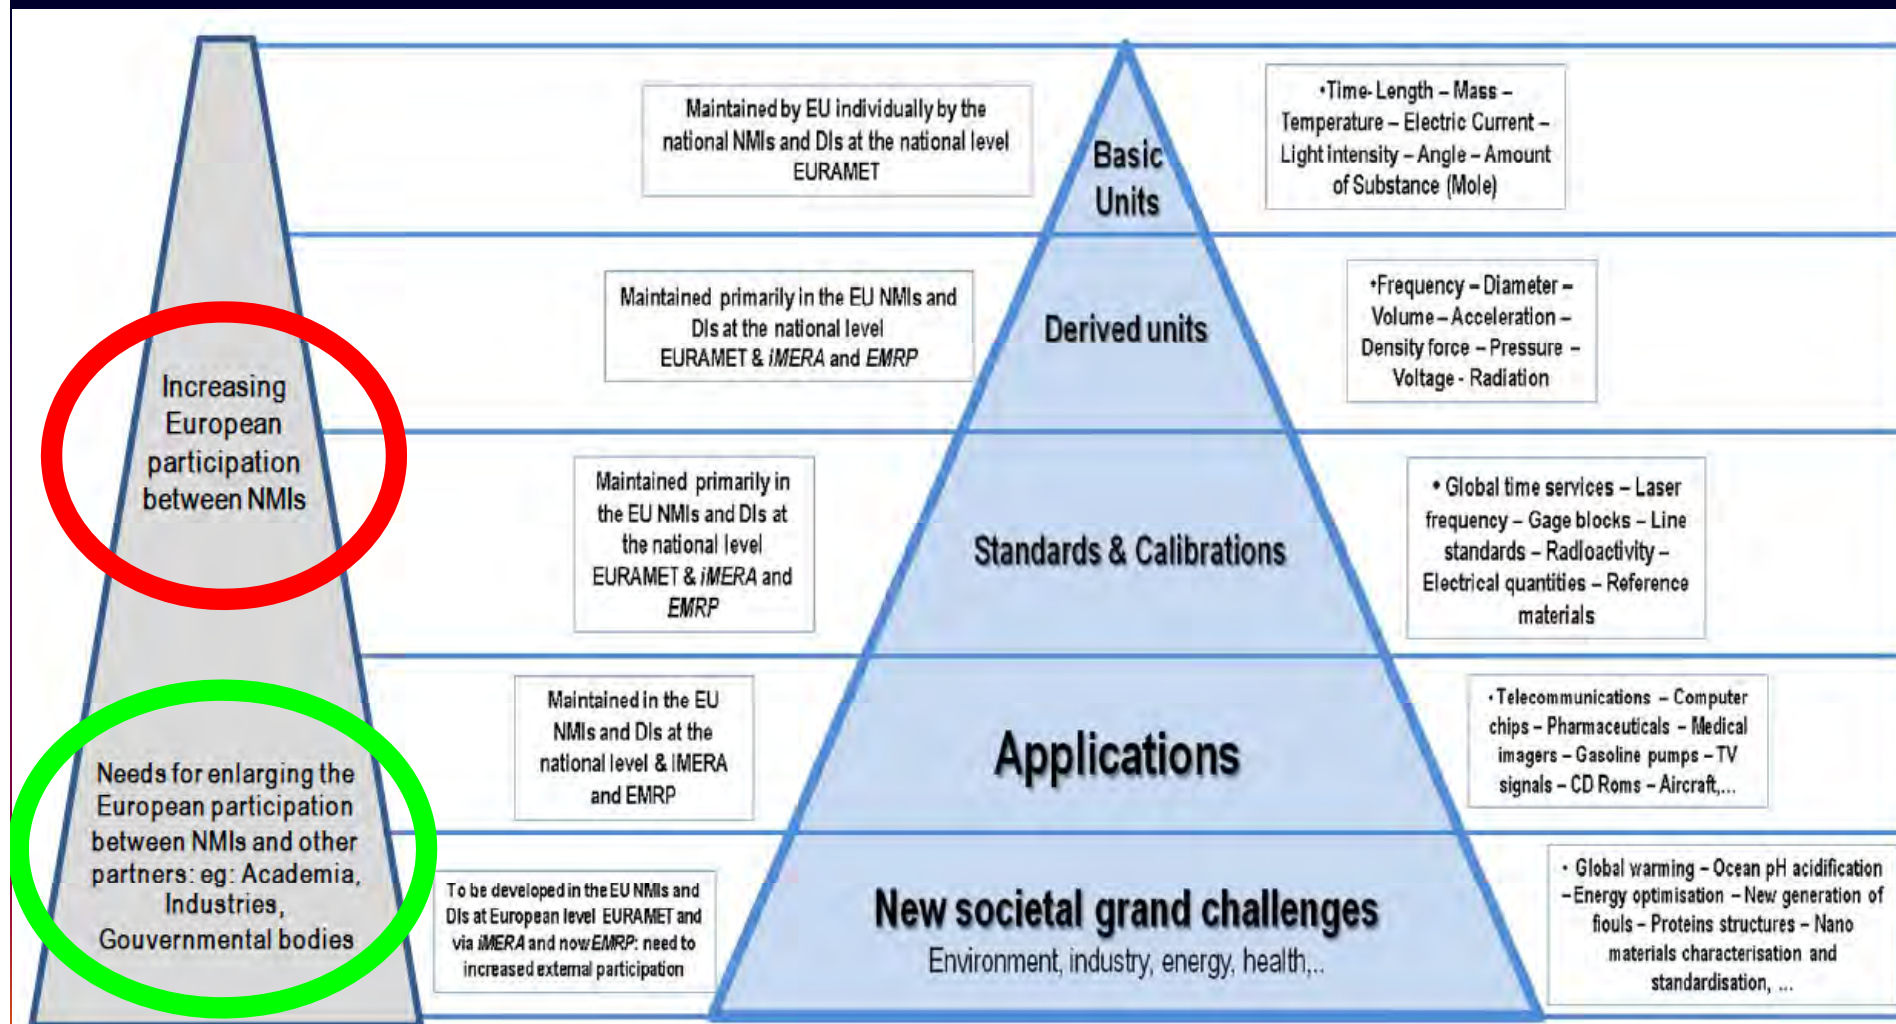 Increasing
European
participation
between NMIs
Needs for enlarging the
European participation
between NMIs and other
partners: eg: Academia,
Industries,
Gouvernmental bodies
Maintained by EU individually by the
national NMIs and DIs at the national level
EURAMET
Basic
Units
•Time- Length – Mass –
Temperature – Electric Current –
Light intensity – Angle – Amount
of Substance (Mole)
Maintained primarily in the EU NMIs and
DIs at the national level
EURAMET & iMERA and EMRP
Derived units
•Frequency – Diameter –
Volume – Acceleration –
Density force – Pressure –
Voltage - Radiation
Maintained primarily in
the EU NMIs and DIs at
the national level
EURAMET & iMERA and
EMRP
Standards & Calibrations
• Global time services – Laser
frequency – Gage blocks – Line
standards – Radioactivity –
Electrical quantities – Reference
materials
Maintained in the EU
NMIs and DIs at the
national level & IMERA
and EMRP
Applications
• Telecommunications – Computer
chips – Pharmaceuticals – Medical
imagers – Gasoline pumps – TV
signals – CD Roms – Aircraft,...
To be developed in the EU NMIs and
DIs at European level EURAMET and
via iMERA and now EMRP: need to
increased external participation
New societal grand challenges
Environment, industry, energy, health,..
• Global warming – Ocean pH acidification
– Energy optimisation – New generation of
fiouls – Proteins structures – Nano
materials characterisation and
standardisation, ...